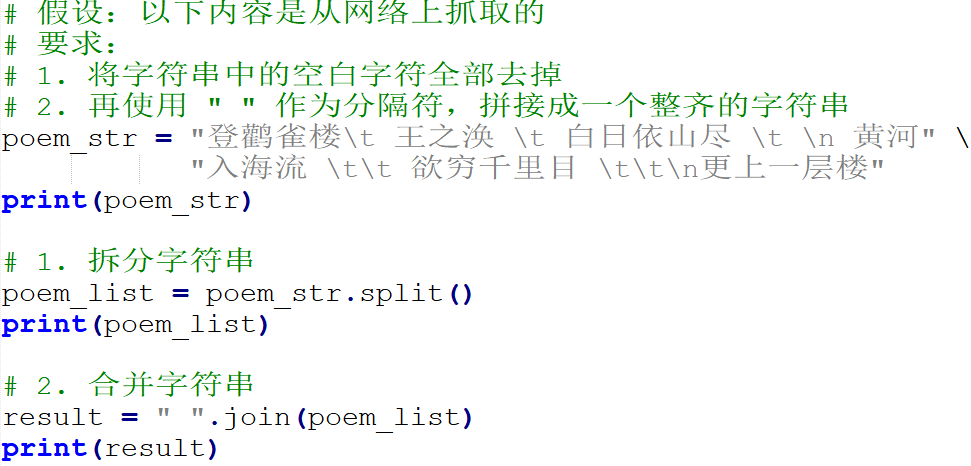 # 假设：以下内容是从网络上抓取的
# 要求：
# 1. 将字符串中的空白字符全部去掉
# 2. 再使用 " " 作为分隔符，拼接成一个整齐的字符串
poem_str = "登鹳雀楼\t 王之涣 \t 白日依山尽 \t \n 黄河" \
"入海流 \t\t 欲穷千里目 \t\t\n更上一层楼"
print(poem_str)
# 1. 拆分字符串
poem_list = poem_str.split()
print(poem_list)
# 2. 合并字符串
result = " ".join(poem_list)
print(result)